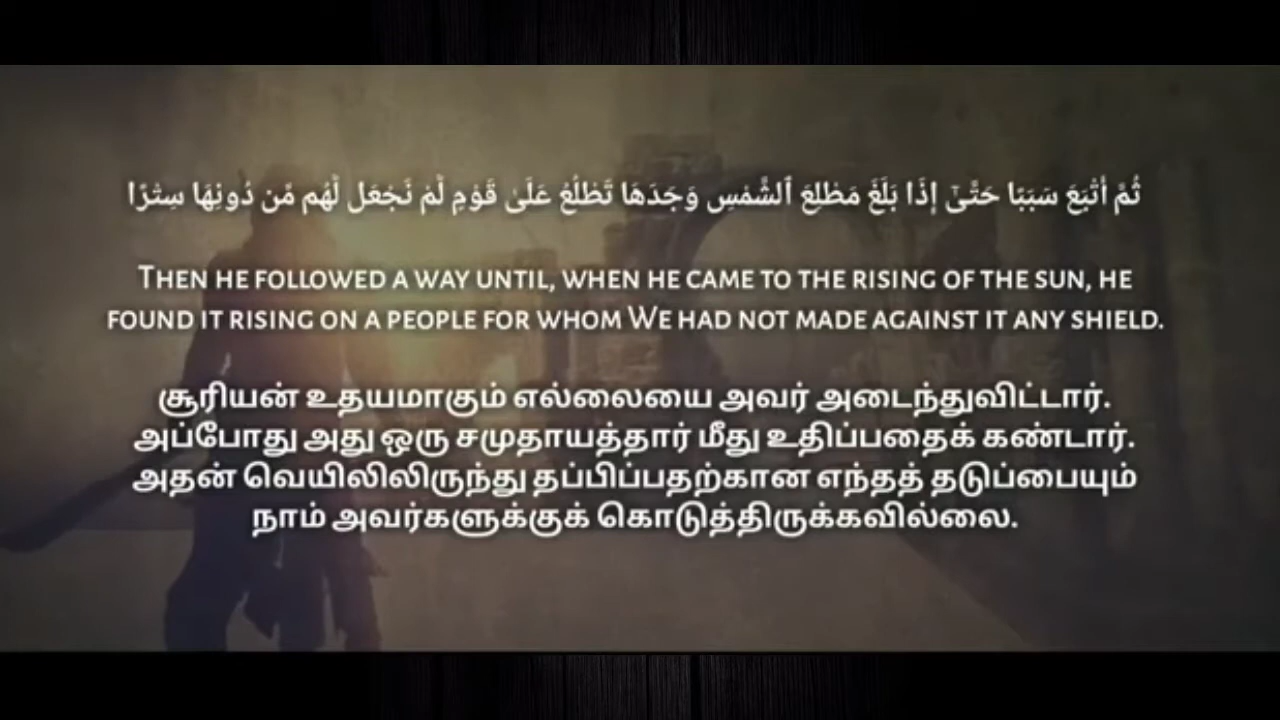 ثُمَّ أَتْبَعَ سَبَبًا حَتَّىٰٓ إِذَا بَلَغَ مَطْلِعَ ٱلشَّمْسِ وَجَدَهَا تَطْلُعُ عَلَىٰ قَوْمٍ لَّمْ نَجْعَل لَّهُم مِّن دُونِهَا سِتْرًا
THEN HE FOLLOWED A WAY UNTIL, WHEN HE CAME TO THE RISING OF THE SUN, HE
FOUND IT RISING ON A PEOPLE FOR WHOM WE HAD NOT MADE AGAINST IT ANY SHIELD.
சூரியன் உதயமாகும் எல்லையை அவர் அடைந்துவிட்டார்.
அப்போது அது ஒரு சமுதாயத்தார் மீது உதிப்பதைக் கண்டார்.
அதன் வெயிலிலிருந்து தப்பிப்பதற்கான எந்தத் தடுப்பையும்
நாம் அவர்களுக்குக் கொடுத்திருக்கவில்லை.